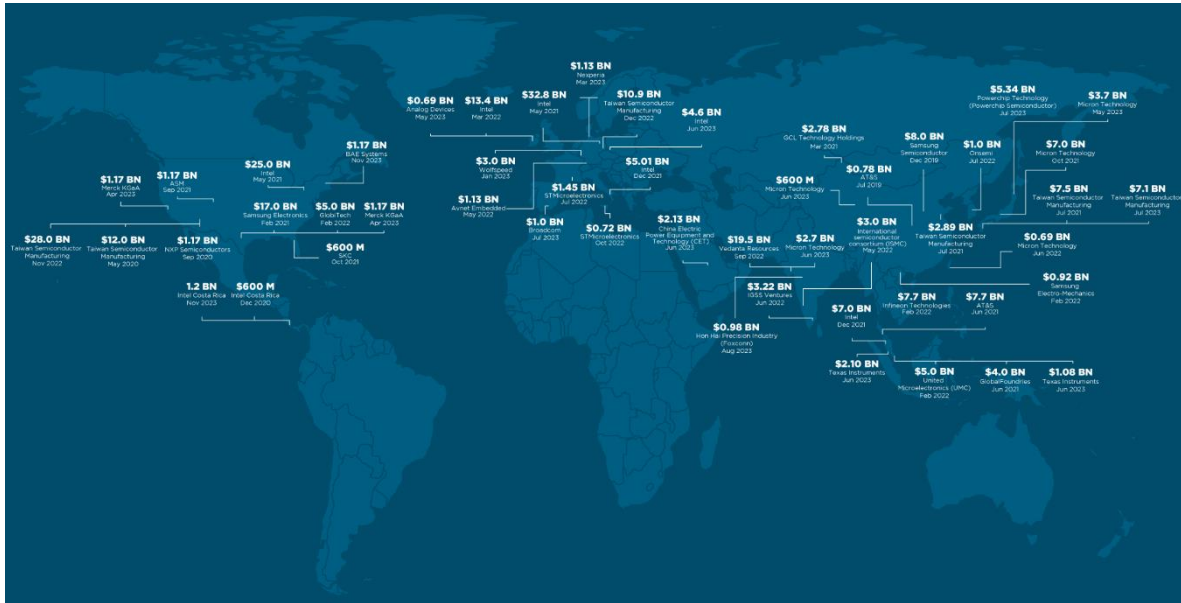 $1.13 BN
Nexperia
Mar 2023
$0.69 BN
Analog Devices
May 2023
$13.4 BN
Intel
Mar 2022
$32.8 BN
Intel
May 2021
$10.9 BN
Taiwan Semiconductor
Manufacturing
Dec 2022
$4.6 BN
Intel
Jun 2023
$5.34 BN
Powerchip Technology
(Powerchip Semiconductor)
Jul 2023
$3.7 BN
Micron Technology
May 2023
$2.78 BN
GCL Technology Holdings
Mar 2021
$8.0 BN
Samsung
Semiconductor
Dec 2019
$1.0 BN
Onsemi
Jul 2022
$7.0 BN
Micron Technology
Oct 2021
$1.17 BN
BAE Systems
Nov 2023
$25.0 BN
Intel
May 2021
$1.17 BN
ASM
Sep 2021
$1.17 BN
Merck KGaA
Apr 2023
$3.0 BN
Wolfspeed
Jan 2023
$5.01 BN
Intel
Dec 2021
$0.78 BN
AT&S
Jul 2019
$600 M
Micron Technology
Jun 2023
$1.13 BN
Avnet Embedded
May 2022
$1.45 BN
STMicroelectronics
Jul 2022
$7.5 BN
Taiwan Semiconductor
Manufacturing
Jul 2021
$7.1 BN
Taiwan Semiconductor
Manufacturing
Jul 2023
$17.0 BN
Samsung Electronics
Feb 2021
$5.0 BN
GlobiTech
Feb 2022
$1.17 BN
Merck KGaA
Apr 2023
$1.0 BN
Broadcom
Jul 2023
$0.72 BN
STMicroelectronics
Oct 2022
$2.13 BN
China Electric
Power Equipment and
Technology (CET)
Jun 2023
$3.0 BN
International
semiconductor
consortium (ISMC)
May 2022
$2.89 BN
Taiwan Semiconductor
Manufacturing
Jul 2021
$28.0 BN
Taiwan Semiconductor
Manufacturing
Nov 2022
$12.0 BN
Taiwan Semiconductor
Manufacturing
May 2020
$1.17 BN
NXP Semiconductors
Sep 2020
$600 M
SKC
Oct 2021
$19.5 BN
Vedanta Resources
Sep 2022
$2.7 BN
Micron Technology
Jun 2023
$0.69 BN
Micron Technology
Jun 2022
$0.92 BN
Samsung
Electro-Mechanics
Feb 2022
1.2 BN
Intel Costa Rica
Nov 2023
$600 M
Intel Costa Rica
Dec 2020
$3.22 BN
IGSS Ventures
Jun 2022
$7.0 BN
Intel
Dec 2021
$7.7 BN
Infineon Technologies
Feb 2022
$7.7 BN
AT&S
Jun 2021
$0.98 BN
Hon Hai Precision Industry
(Foxconn)
Aug 2023
$2.10 BN
Texas Instruments
Jun 2023
$5.0 BN
United
Microelectronics (UMC)
Feb 2022
$4.0 BN
GlobalFoundries
Jun 2021
$1.08 BN
Texas Instruments
Jun 2023